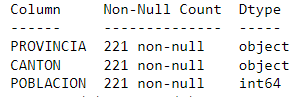 Column Non-Null Count Dtype
------ -------------- -----
PROVINCIA 221 non-null object
CANTON 221 non-null object
POBLACION 221 non-null int64